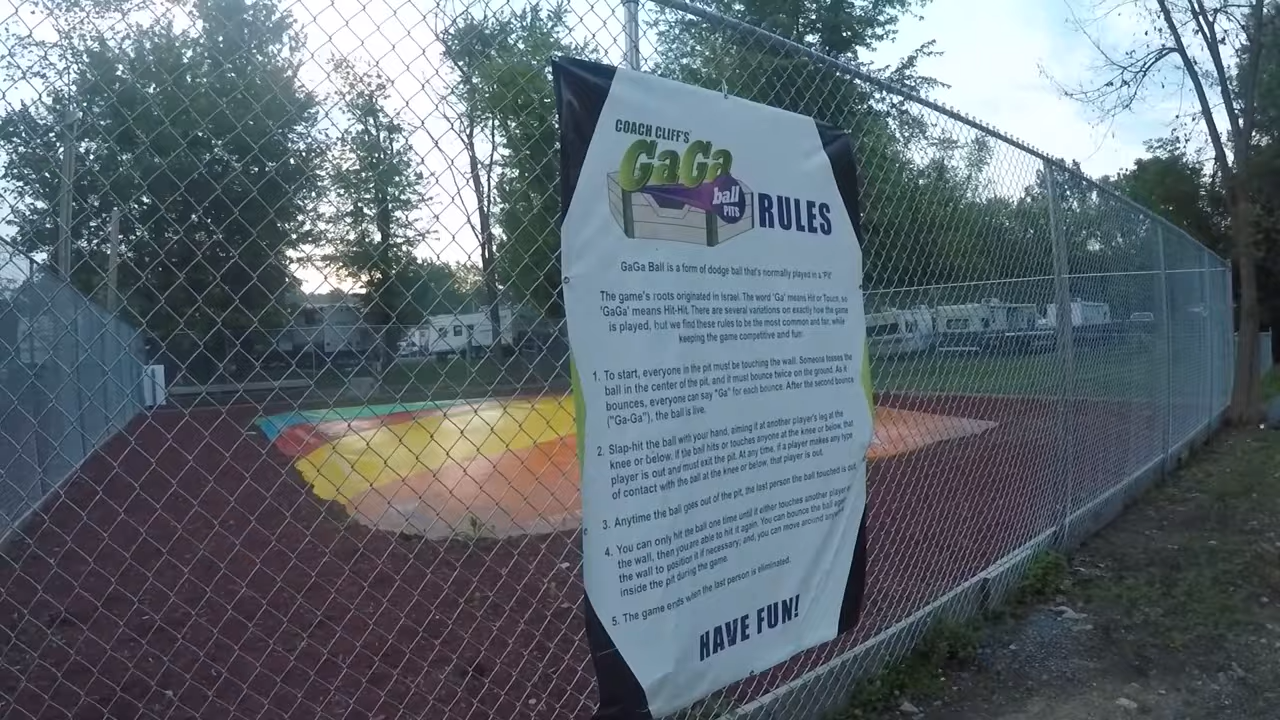 COACH CLIFF'S
GaGa
ball
PITS
RULES
GaGa Ball is a form of dodge ball that's normally played in a 'Pit'
The game's roots originated in Israel. The word 'Ga' means Hit or Touch, so
'GaGa' means Hit-Hit. There are several variations on exactly how the game
is played, but we find these rules to be the most common and fair, while
keeping the game competitive and fun:
1. To start, everyone in the pit must be touching the wall. Someone tosses the
ball in the center of the pit, and it must bounce twice on the ground. As it
bounces, everyone can say "Ga" for each bounce. After the second bounce
("Ga-Ga"), the ball is live.
2. Slap-hit the ball with your hand, aiming it at another player's leg at the
knee or below. If the ball hits or touches anyone at the knee or below, that
player is out and must exit the pit. At any time, if a player makes any type
of contact with the ball at the knee or below, that player is out.
3. Anytime the ball goes out of the pit, the last person the ball touched is out.
4. You can only hit the ball one time until it either touches another player or
the wall, then you are able to hit it again. You can bounce the ball against
the wall to position it if necessary; and, you can move around anywhere
inside the pit during the game.
5. The game ends when the last person is eliminated.
HAVE FUN!